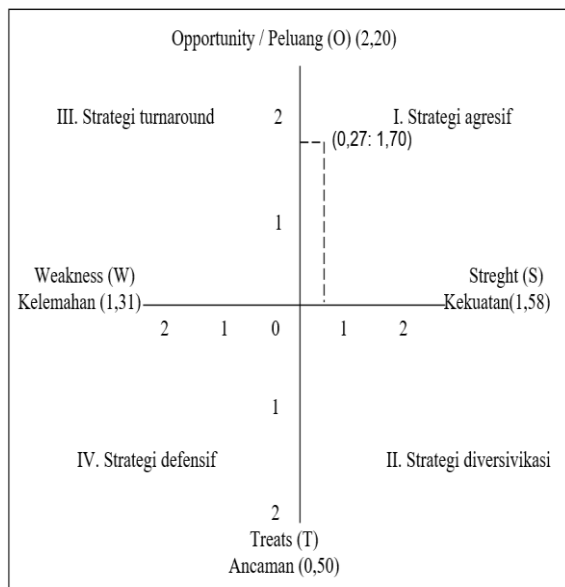 Opportunity / Peluang (O) (2,20)
III. Strategi turnaround
2
I. Strategi agresif
(0,27: 1,70)
1
Weakness (W)
Kelemahan (1,31)
Streght (S)
Kekuatan(1,58)
2 1 0 1 2
1
IV. Strategi defensif
II. Strategi diversivikasi
2
Treats (T)
Ancaman (0,50)